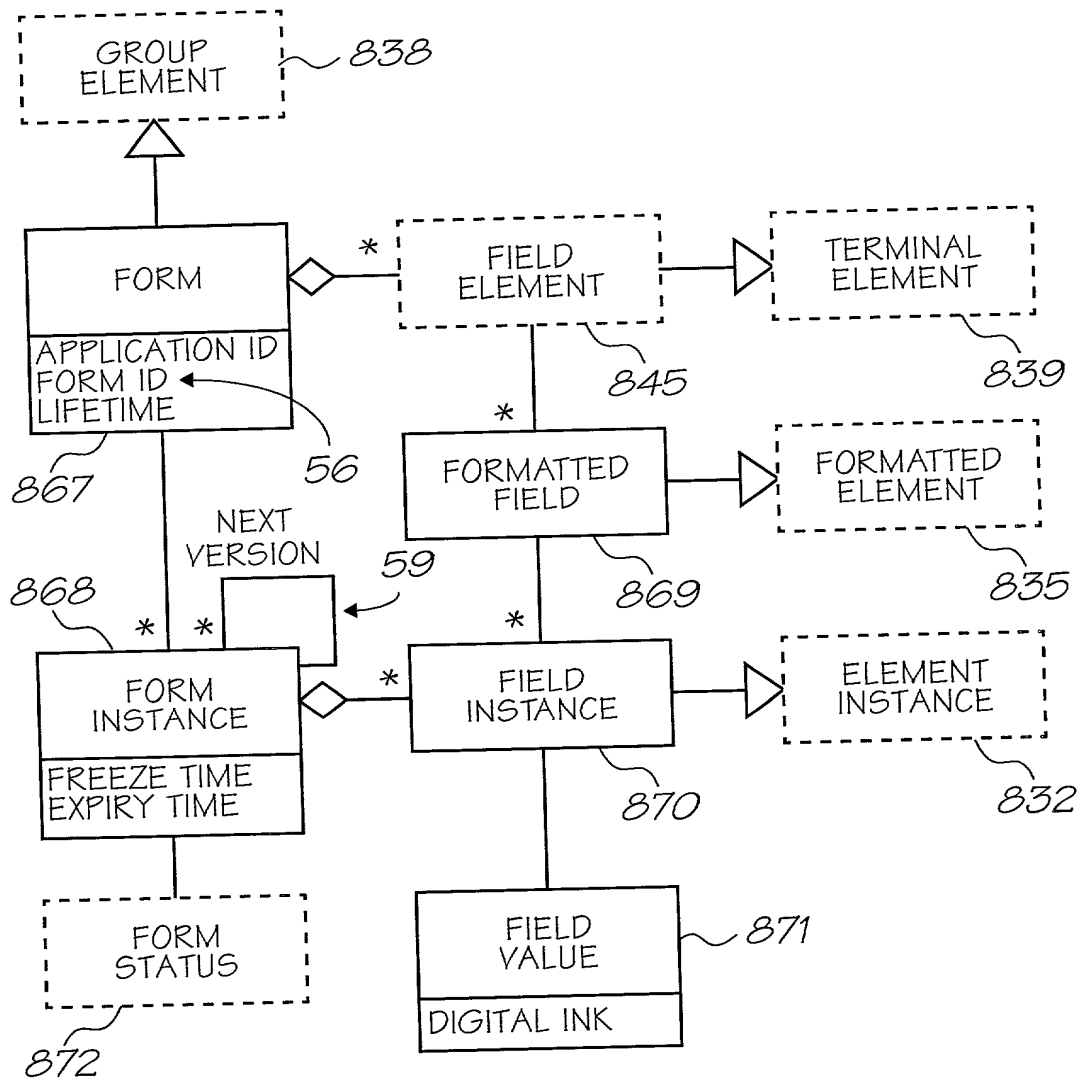 GROUP
ELEMENT
838
FORM
*
FIELD
ELEMENT
TERMINAL
ELEMENT
APPLICATION ID
FORM ID
LIFETIME
845
839
867
56
*
FORMATTED
FIELD
FORMATTED
ELEMENT
NEXT
VERSION
59
869
835
868
*
*
*
FORM
INSTANCE
*
FIELD
INSTANCE
ELEMENT
INSTANCE
FREEZE TIME
EXPIRY TIME
870
832
FORM
STATUS
FIELD
VALUE
871
DIGITAL INK
872